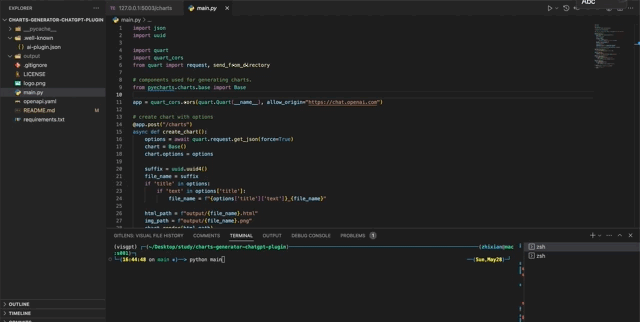 Abc
EXPLORER
127.0.0.1:5003/charts
main.py
CHARTS-GENERATOR-CHATGPT-PLUGIN
__pycache__
.well-known
ai-plugin.json
output
.gitignore
LICENSE
logo.png
main.py
openapi.yaml
README.md M
requirements.txt
OUTLINE
TIMELINE
main.py > ...
1 import json
2 import uuid
3
4 import quart
5 import quart_cors
6 from quart import request, send_from_directory
7
8 # components used for generating charts.
9 from pyecharts.charts.base import Base
10
11 app = quart_cors.cors(quart.Quart(__name__), allow_origin="https://chat.openai.com")
12
13 # create chart with options
14 @app.post("/charts")
15 async def create_chart():
16 options = await quart.request.get_json(force=True)
17 chart = Base()
18 chart.options = options
19
20 suffix = uuid.uuid4()
21 file_name = suffix
22 if 'title' in options:
23 if 'text' in options['title']:
24 file_name = f"{options['title']['text']}_{file_name}"
25
26 html_path = f"output/{file_name}.html"
27 img_path = f"output/{file_name}.png"
GITLENS: VISUAL FILE HISTORY COMMENTS TERMINAL OUTPUT DEBUG CONSOLE PROBLEMS 1
(visgpt) (~/Desktop/study/charts-generator-chatgpt-plugin)
(16:44:48 on main)──> python main
(Sun,May28)
zsh
zsh